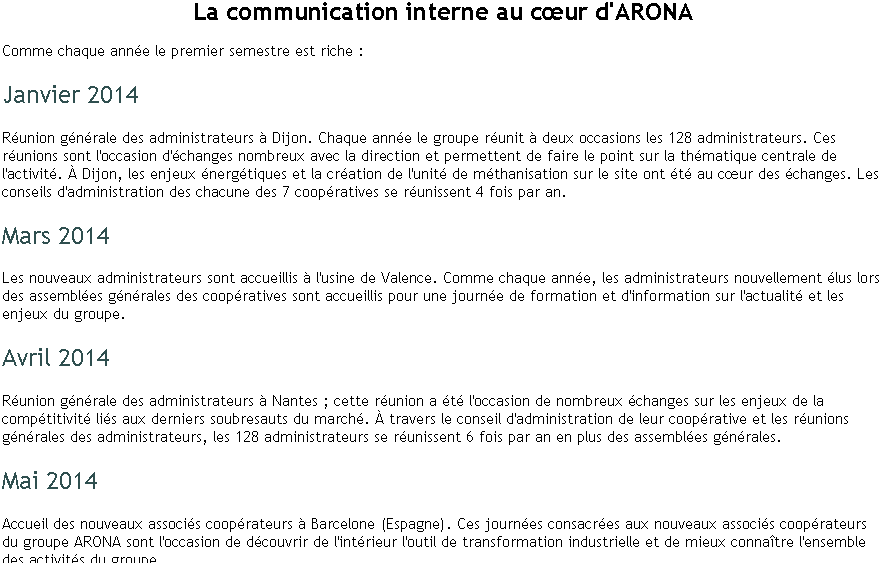 La communication interne au cœur d'ARONA
Comme chaque année le premier semestre est riche :
Janvier 2014
Réunion générale des administrateurs à Dijon. Chaque année le groupe réunit à deux occasions les 128 administrateurs. Ces
réunions sont l'occasion d'échanges nombreux avec la direction et permettent de faire le point sur la thématique centrale de
l'activité. À Dijon, les enjeux énergétiques et la création de l'unité de méthanisation sur le site ont été au cœur des échanges. Les
conseils d'administration des chacune des 7 coopératives se réunissent 4 fois par an.
Mars 2014
Les nouveaux administrateurs sont accueillis à l'usine de Valence. Comme chaque année, les administrateurs nouvellement élus lors
des assemblées générales des coopératives sont accueillis pour une journée de formation et d'information sur l'actualité et les
enjeux du groupe.
Avril 2014
Réunion générale des administrateurs à Nantes ; cette réunion a été l'occasion de nombreux échanges sur les enjeux de la
compétitivité liés aux derniers soubresauts du marché. À travers le conseil d'administration de leur coopérative et les réunions
générales des administrateurs, les 128 administrateurs se réunissent 6 fois par an en plus des assemblées générales.
Mai 2014
Accueil des nouveaux associés coopérateurs à Barcelone (Espagne). Ces journées consacrées aux nouveaux associés coopérateurs
du groupe ARONA sont l'occasion de découvrir de l'intérieur l'outil de transformation industrielle et de mieux connaître l'ensemble
des activités du groupe